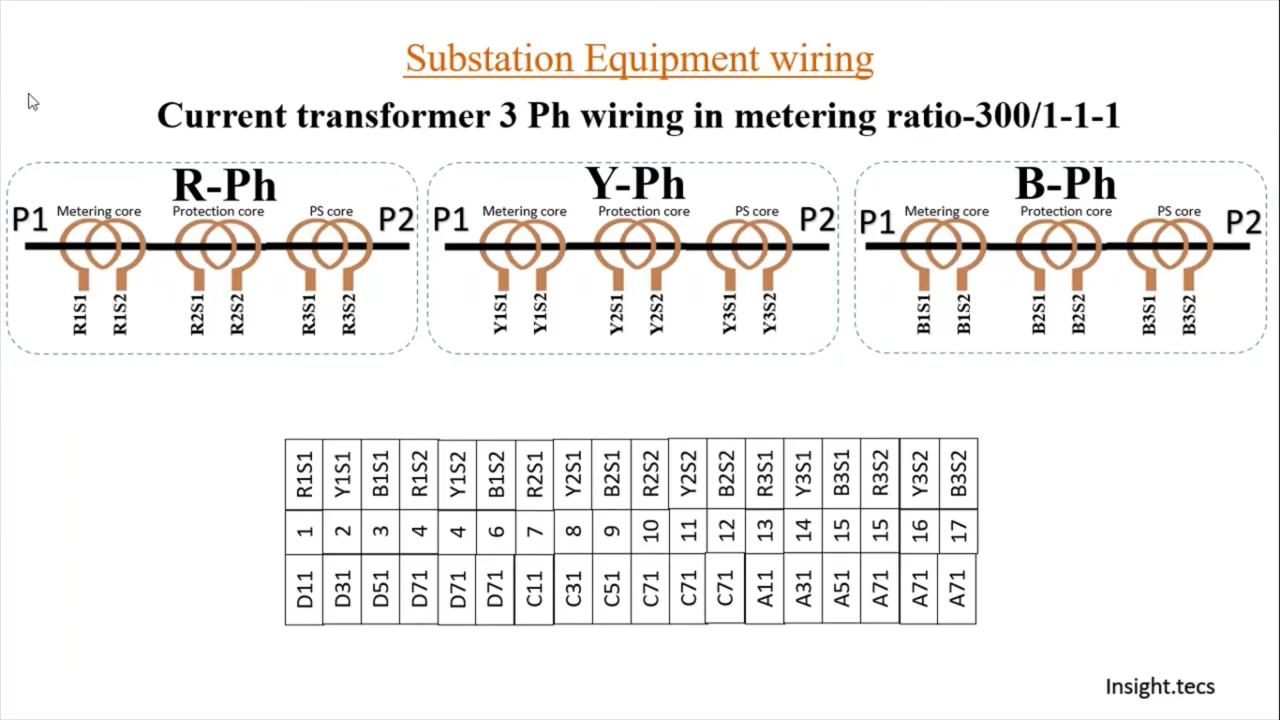 Substation Equipment wiring
Current transformer 3 Ph wiring in metering ratio-300/1-1-1
R-Ph
P1 Metering core Protection core PS core P2
R1S1 R1S2 R2S1 R2S2 R3S1 R3S2
Y-Ph
P1 Metering core Protection core PS core P2
Y1S1 Y1S2 Y2S1 Y2S2 Y3S1 Y3S2
B-Ph
P1 Metering core Protection core PS core P2
B1S1 B1S2 B2S1 B2S2 B3S1 B3S2
R1S1 Y1S1 B1S1 R1S2 Y1S2 B1S2 R2S1 Y2S1 B2S1 R2S2 Y2S2 B2S2 R3S1 Y3S1 B3S1 R3S2 Y3S2 B3S2
1 2 3 4 4 6 7 8 9 10 11 12 13 14 15 15 16 17
D11 D31 D51 D71 D71 D71 C11 C31 C51 C71 C71 C71 A11 A31 A51 A71 A71 A71
Insight.tecs